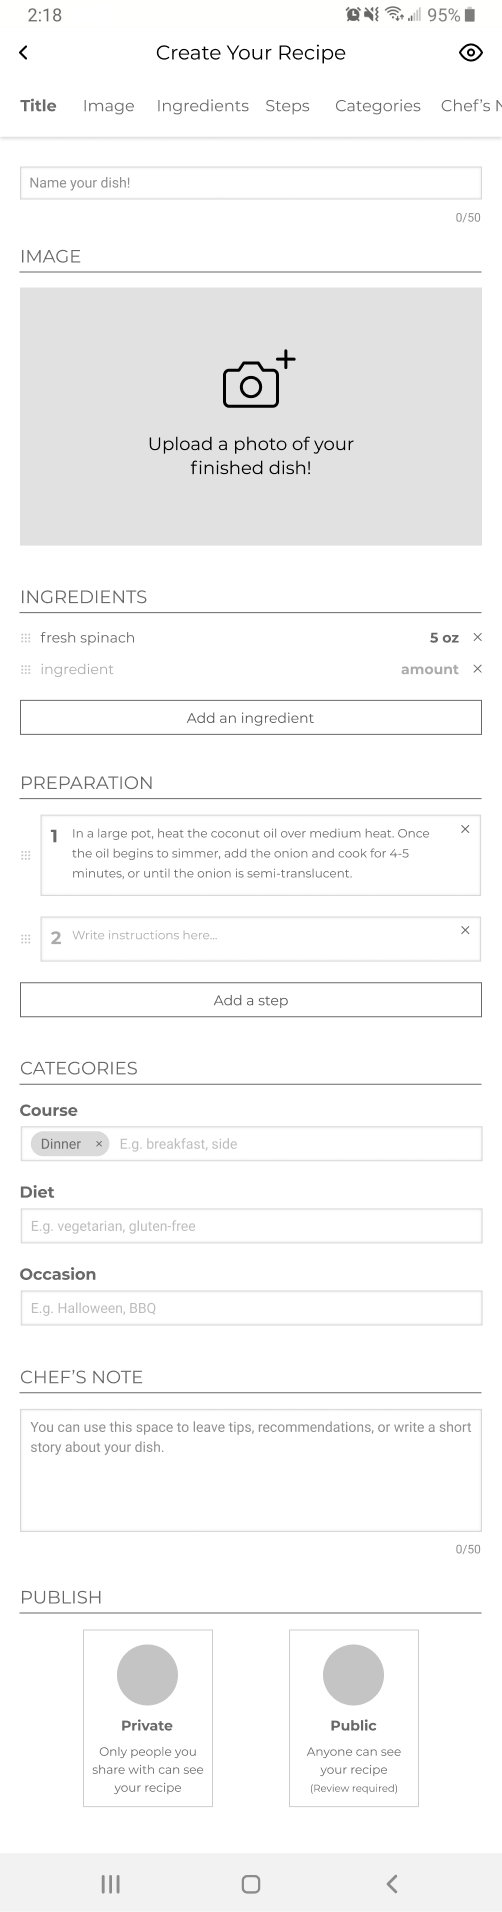 2:18
95%
Create Your Recipe
Title Image Ingredients Steps Categories Chef's N
Name your dish!
0/50
IMAGE
Upload a photo of your
finished dish!
INGREDIENTS
fresh spinach 5 oz ×
ingredient amount ×
Add an ingredient
PREPARATION
1 In a large pot, heat the coconut oil over medium heat. Once ×
the oil begins to simmer, add the onion and cook for 4-5
minutes, or until the onion is semi-translucent.
2 Write instructions here... ×
Add a step
CATEGORIES
Course
Dinner × E.g. breakfast, side
Diet
E.g. vegetarian, gluten-free
Occasion
E.g. Halloween, BBQ
CHEF'S NOTE
You can use this space to leave tips, recommendations, or write a short
story about your dish.
0/50
PUBLISH
Private
Only people you
share with can see
your recipe
Public
Anyone can see
your recipe
(Review required)